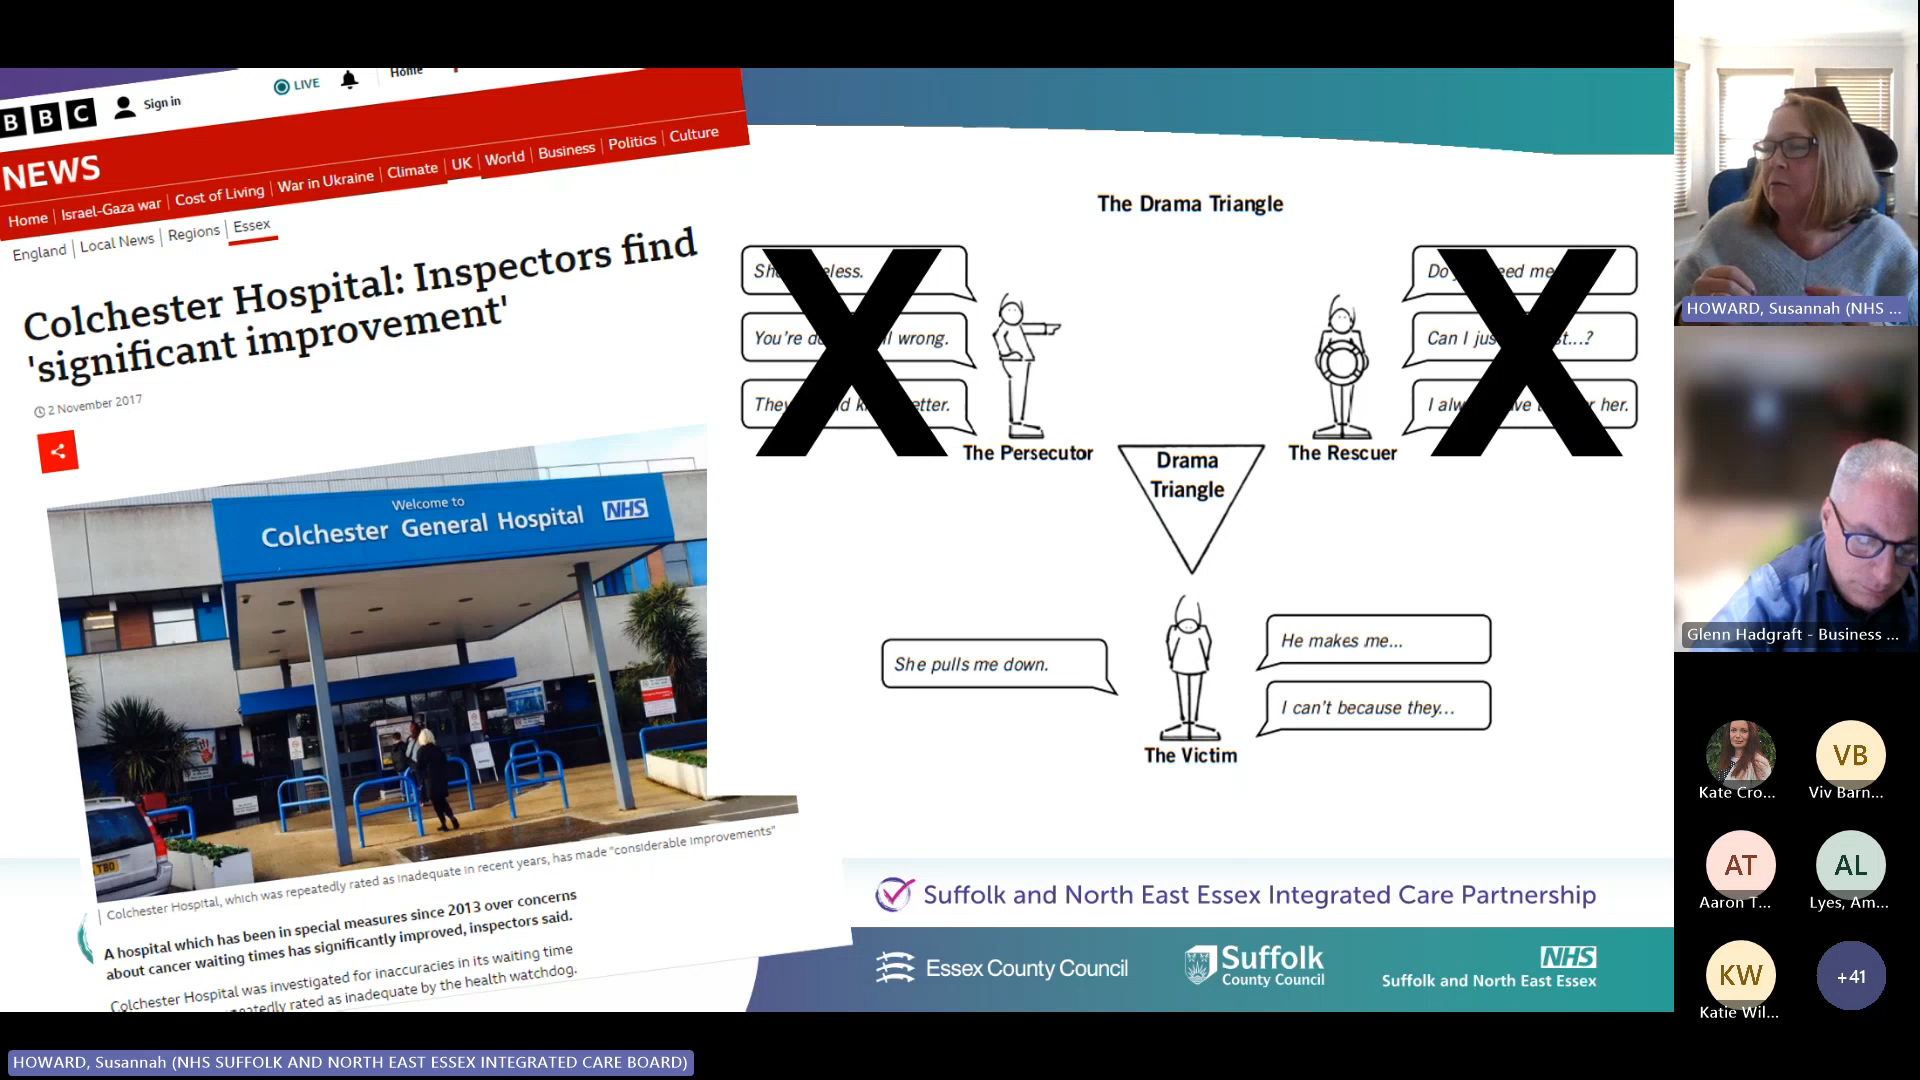 BBC
Sign in
LIVE
Home
NEWS
Home | Israel-Gaza war | Cost of Living | War in Ukraine | Climate | UK | World | Business | Politics | Culture
England | Local News | Regions | Essex
Colchester Hospital: Inspectors find
'significant improvement'
2 November 2017
Welcome to
Colchester General Hospital NHS
T80
Colchester Hospital, which was repeatedly rated as inadequate in recent years, has made "considerable improvements"
A hospital which has been in special measures since 2013 over concerns
about cancer waiting times has significantly improved, inspectors said.
Colchester Hospital was investigated for inaccuracies in its waiting time
rated as inadequate by the health watchdog.
The Drama Triangle
You're wrong.
The Persecutor
Do me
Can I
I her.
The Rescuer
Drama
Triangle
She pulls me down.
He makes me...
I can't because they...
The Victim
Suffolk and North East Essex Integrated Care Partnership
Essex County Council
Suffolk
County Council
NHS
Suffolk and North East Essex
HOWARD, Susannah (NHS ...
Glenn Hadgraft - Business ...
Kate Cro...
VB
Viv Barn...
AT
Aaron T...
AL
Lyes, Am...
KW
Katie Wil...
+41
HOWARD, Susannah (NHS SUFFOLK AND NORTH EAST ESSEX INTEGRATED CARE BOARD)